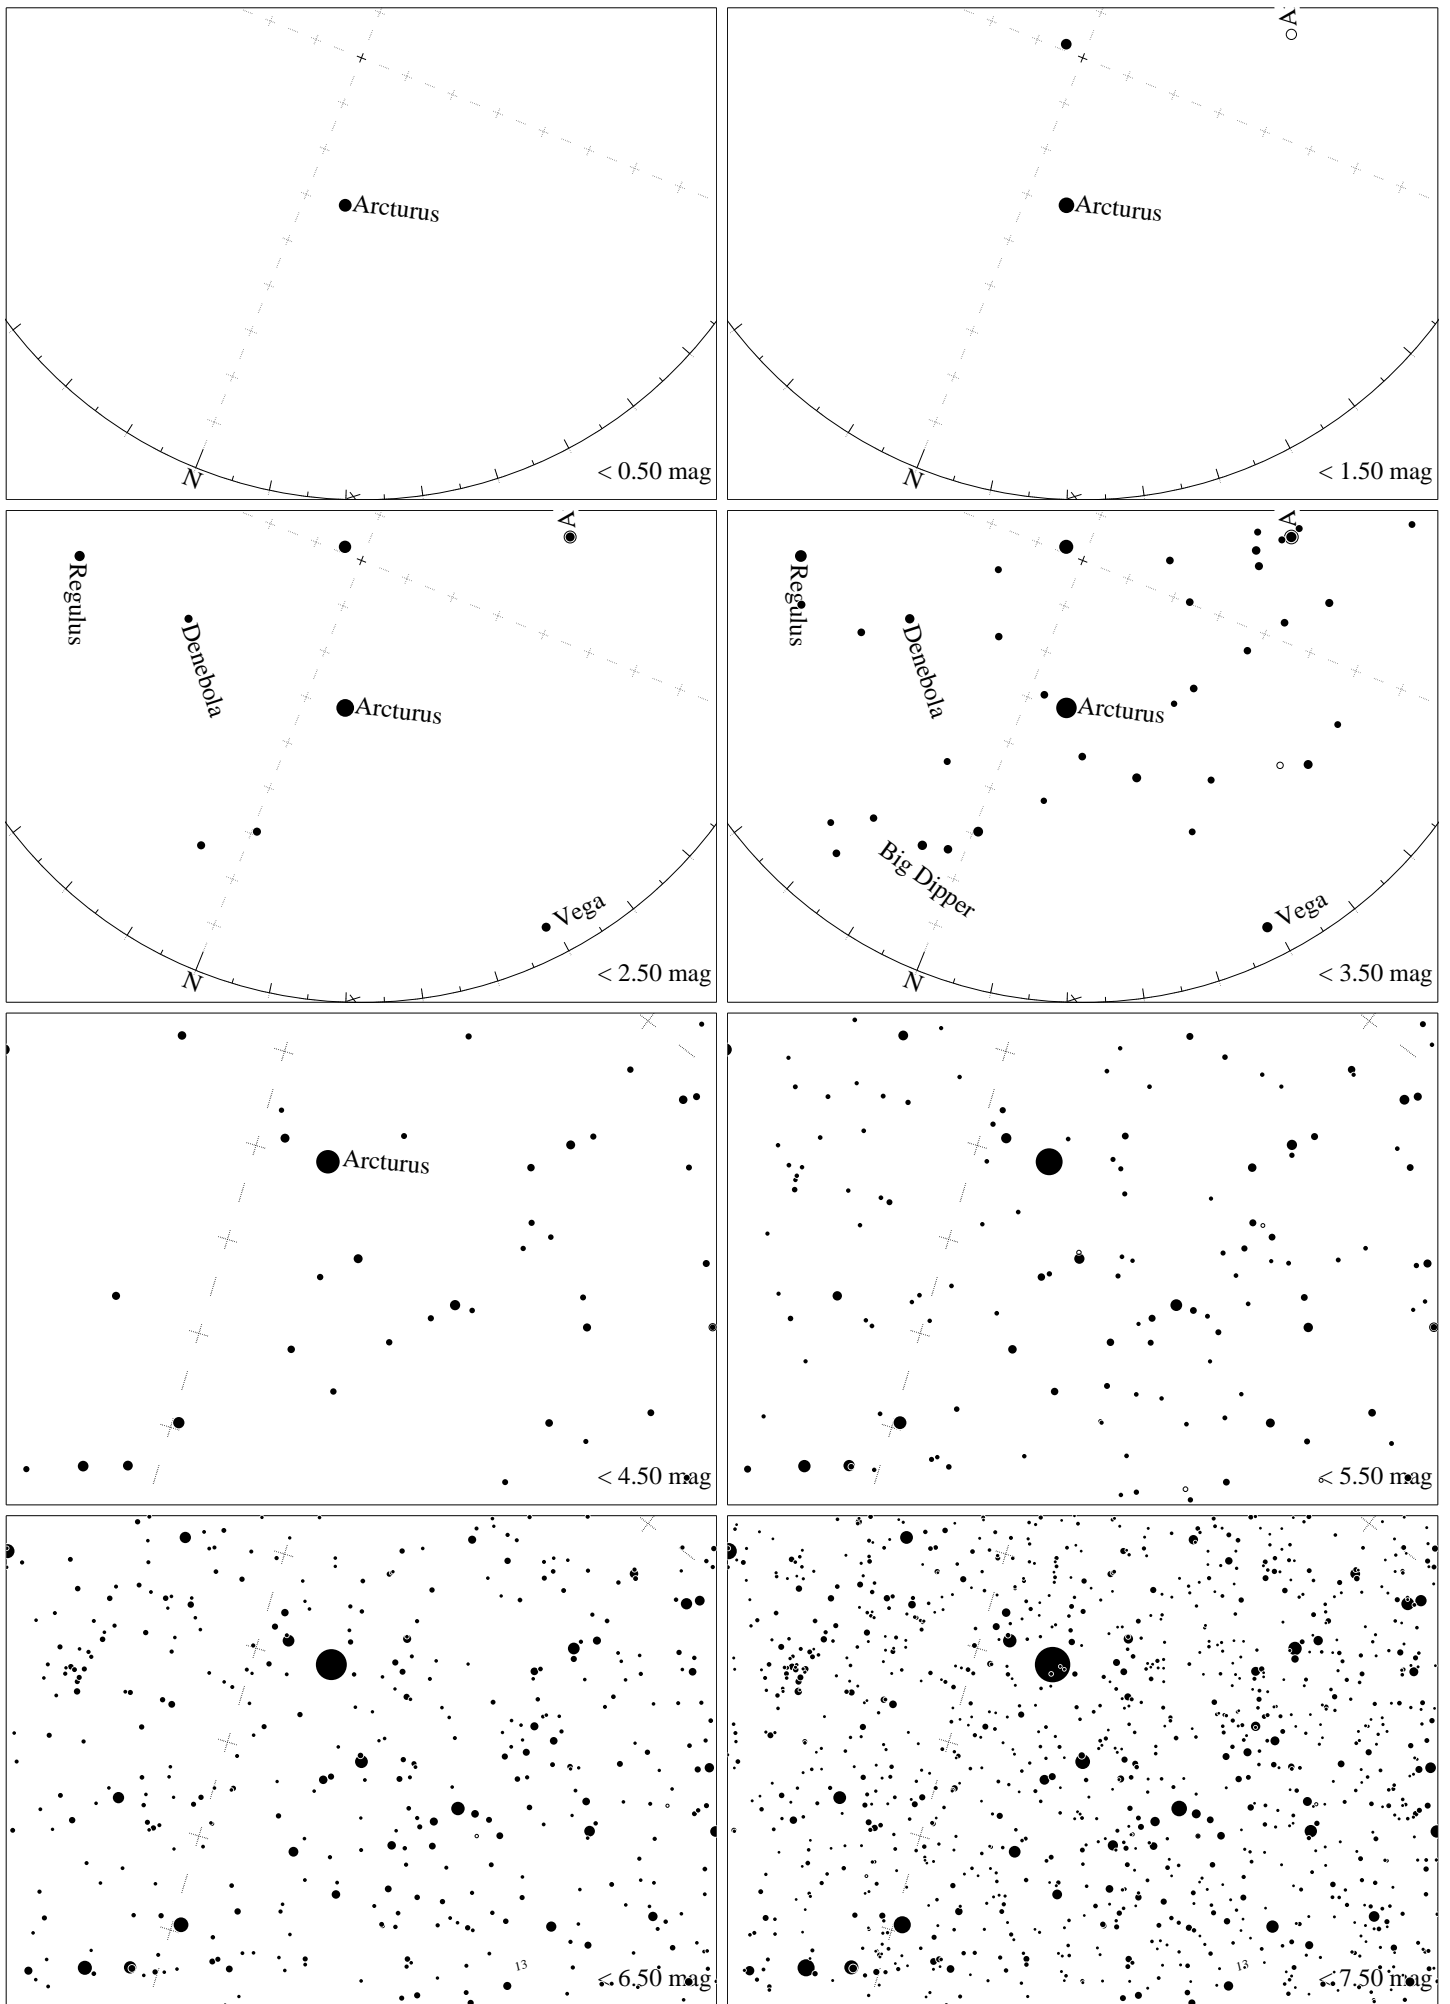 Arcturus
N
< 0.50 mag
A
Arcturus
N
< 1.50 mag
A
Regulus
Denebola
Arcturus
Vega
N
< 2.50 mag
A
Regulus
Denebola
Arcturus
Big Dipper
Vega
N
< 3.50 mag
Arcturus
< 4.50 mag
< 5.50 mag
13
< 6.50 mag
13
< 7.50 mag